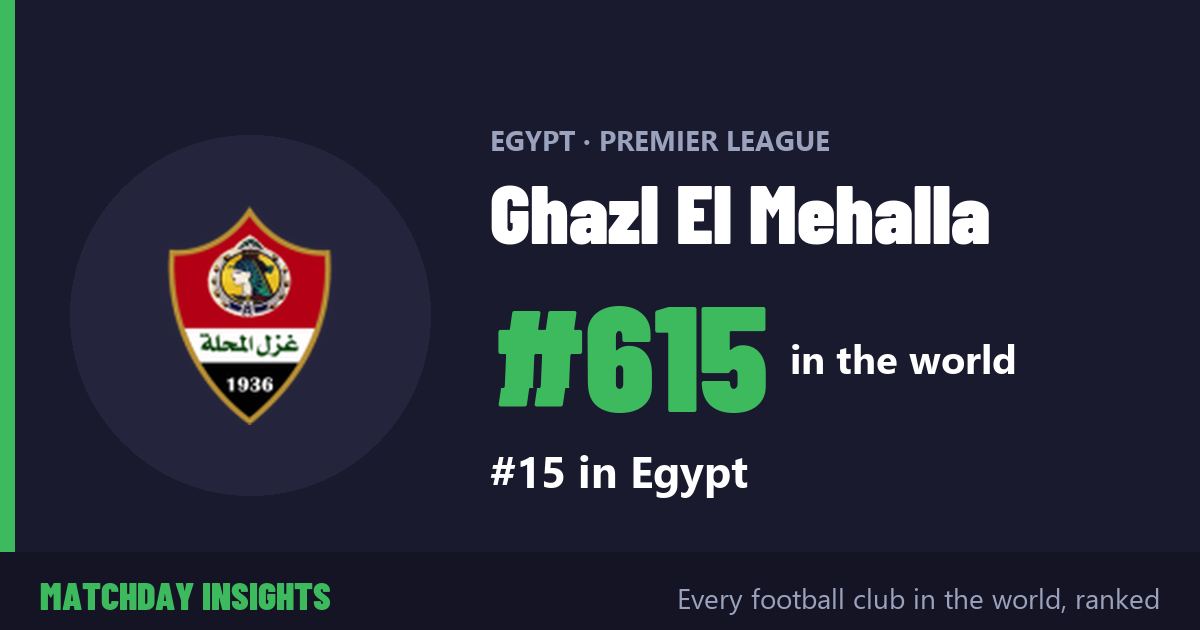 EGYPT · PREMIER LEAGUE
Ghazl El Mehalla
#615 in the world
#15 in Egypt
غزل المحلة
1936
MATCHDAY INSIGHTS
Every football club in the world, ranked